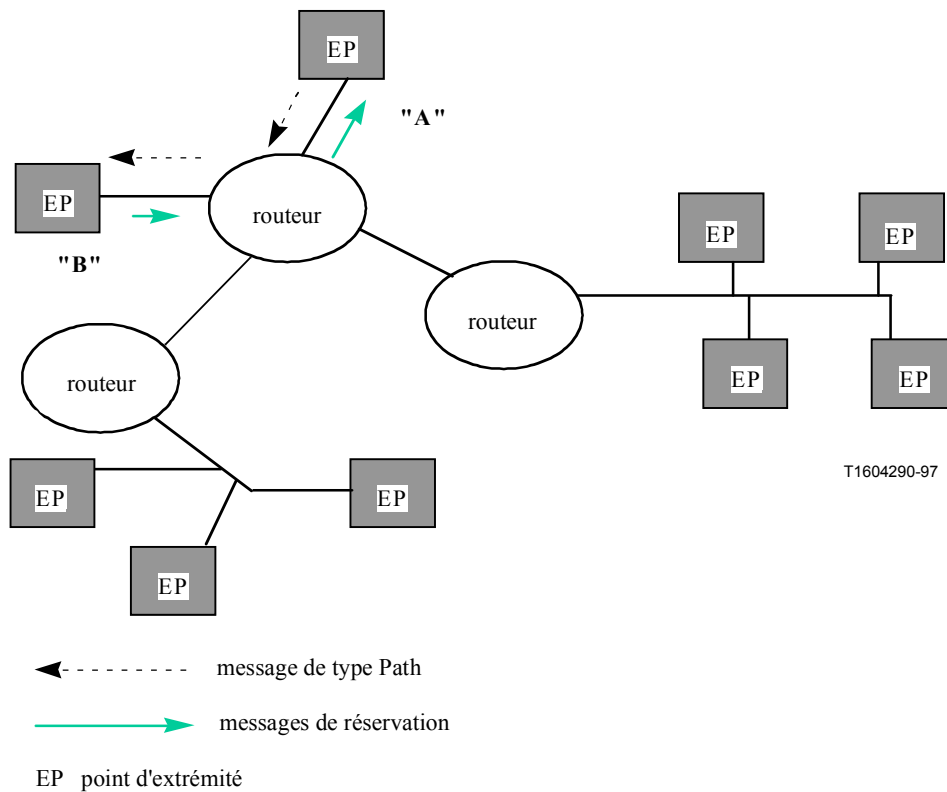 EP
"A"
EP
routeur
"B"
EP
EP
routeur
routeur
EP
EP
EP
EP
T1604290-97
EP
message de type Path
messages de réservation
EP point d'extrémité